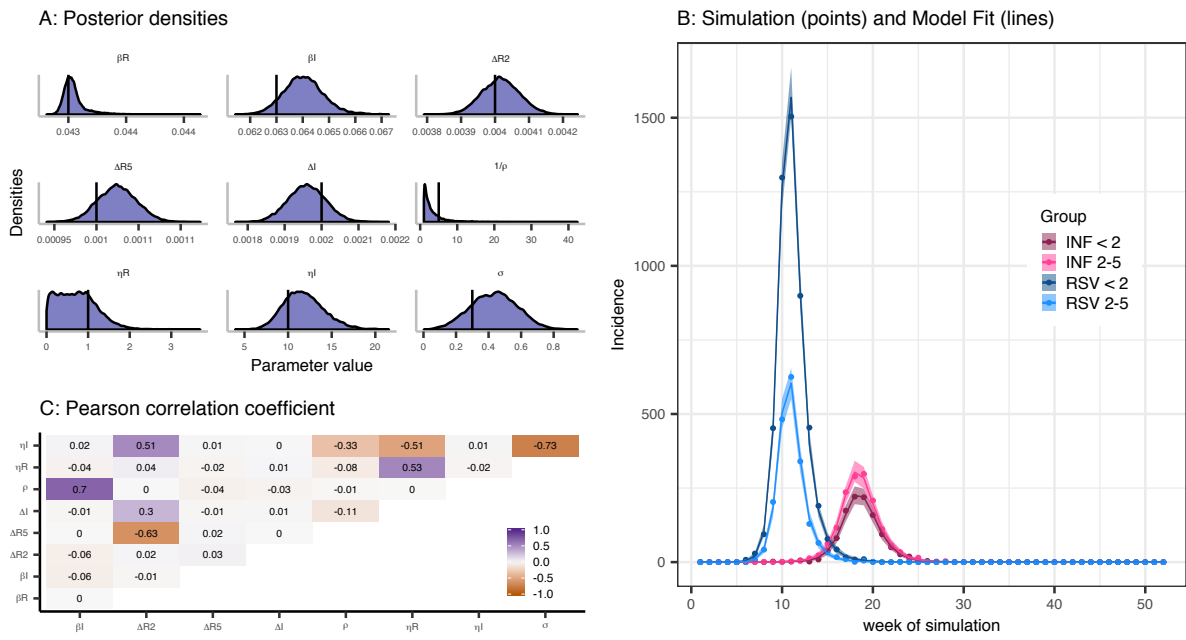 A: Posterior densities
βR
βI
ΔR2
0.043 0.044 0.044
0.062 0.063 0.064 0.065 0.066 0.067
0.0038 0.0039 0.004 0.0041 0.0042
ΔR5
ΔI
1/ρ
0.00095 0.001 0.0011 0.0011
0.0018 0.0019 0.002 0.0021 0.0022
0 10 20 30 40
ηR
ηI
σ
0 1 2 3
5 10 15 20
0 0.2 0.4 0.6 0.8
Densities
Parameter value
B: Simulation (points) and Model Fit (lines)
1500
1000
500
0
Incidence
0 10 20 30 40 50
week of simulation
Group
INF < 2
INF 2-5
RSV < 2
RSV 2-5
C: Pearson correlation coefficient
ηI 0.02 0.51 0.01 0 -0.33 -0.51 0.01 -0.73
ηR -0.04 0.04 -0.02 0.01 -0.08 0.53 -0.02
ρ 0.7 0 -0.04 -0.03 -0.01 0
ΔI -0.01 0.3 -0.01 0.01 -0.11
ΔR5 0 -0.63 0.02 0
ΔR2 -0.06 0.02 0.03
βI -0.06 -0.01
βR 0
βI ΔR2 ΔR5 ΔI ρ ηR ηI σ
1.0
0.5
0.0
-0.5
-1.0